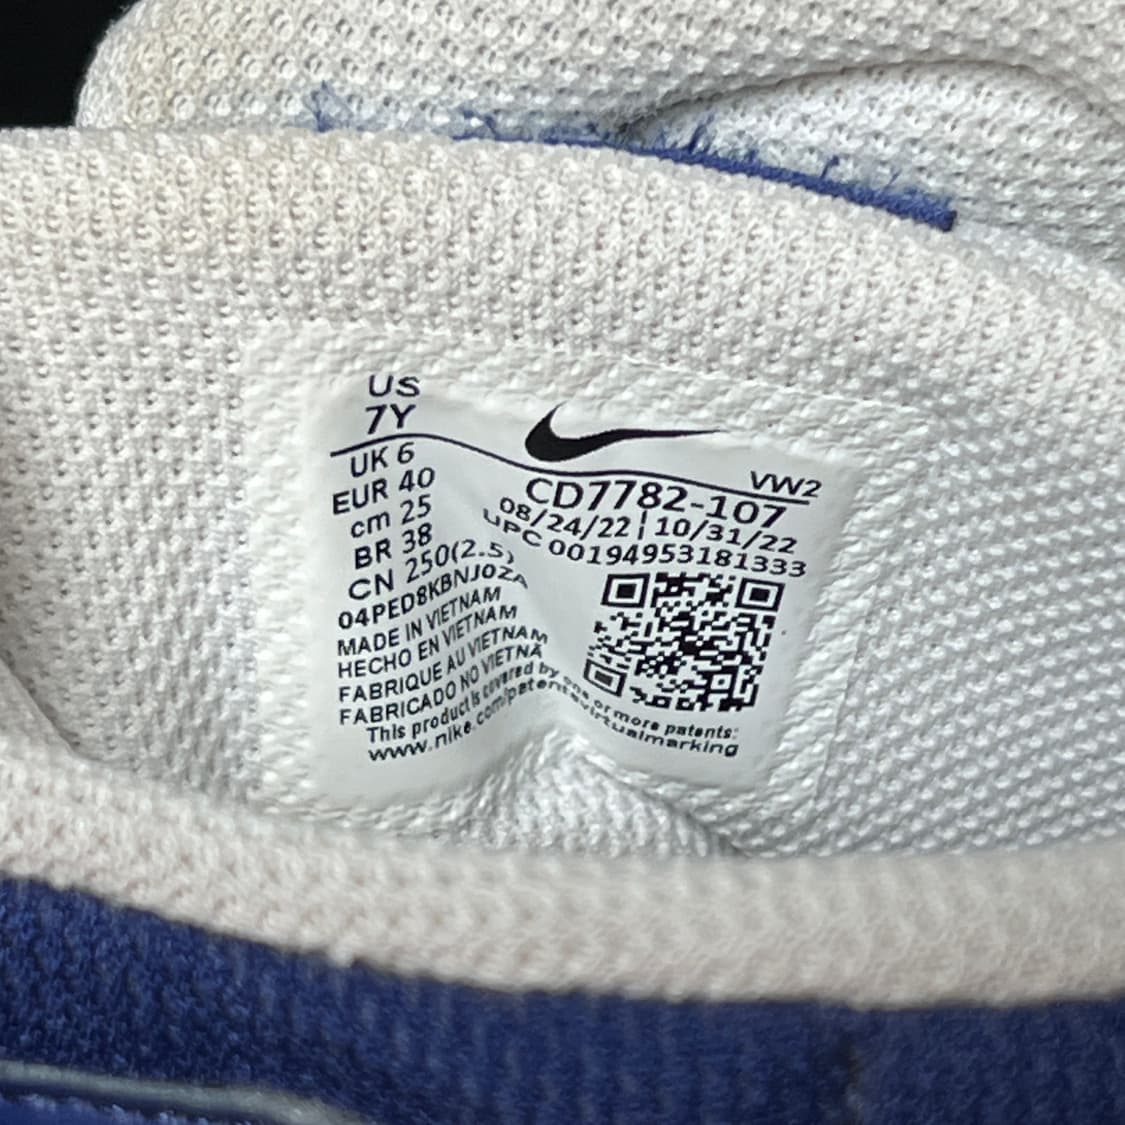 US
7Y
UK 6
EUR 40
cm 25
BR 38
CN 250(2.5)
04PED8KBNJ0ZA
MADE IN VIETNAM
HECHO EN VIETNAM
FABRIQUE AU VIETNAM
FABRICADO NO VIETNÃ
VW2
CD7782-107
08/24/22 | 10/31/22
UPC 00194953181333
This product is covered by one or more patents:
www.nike.com/patentsvirtualmarking